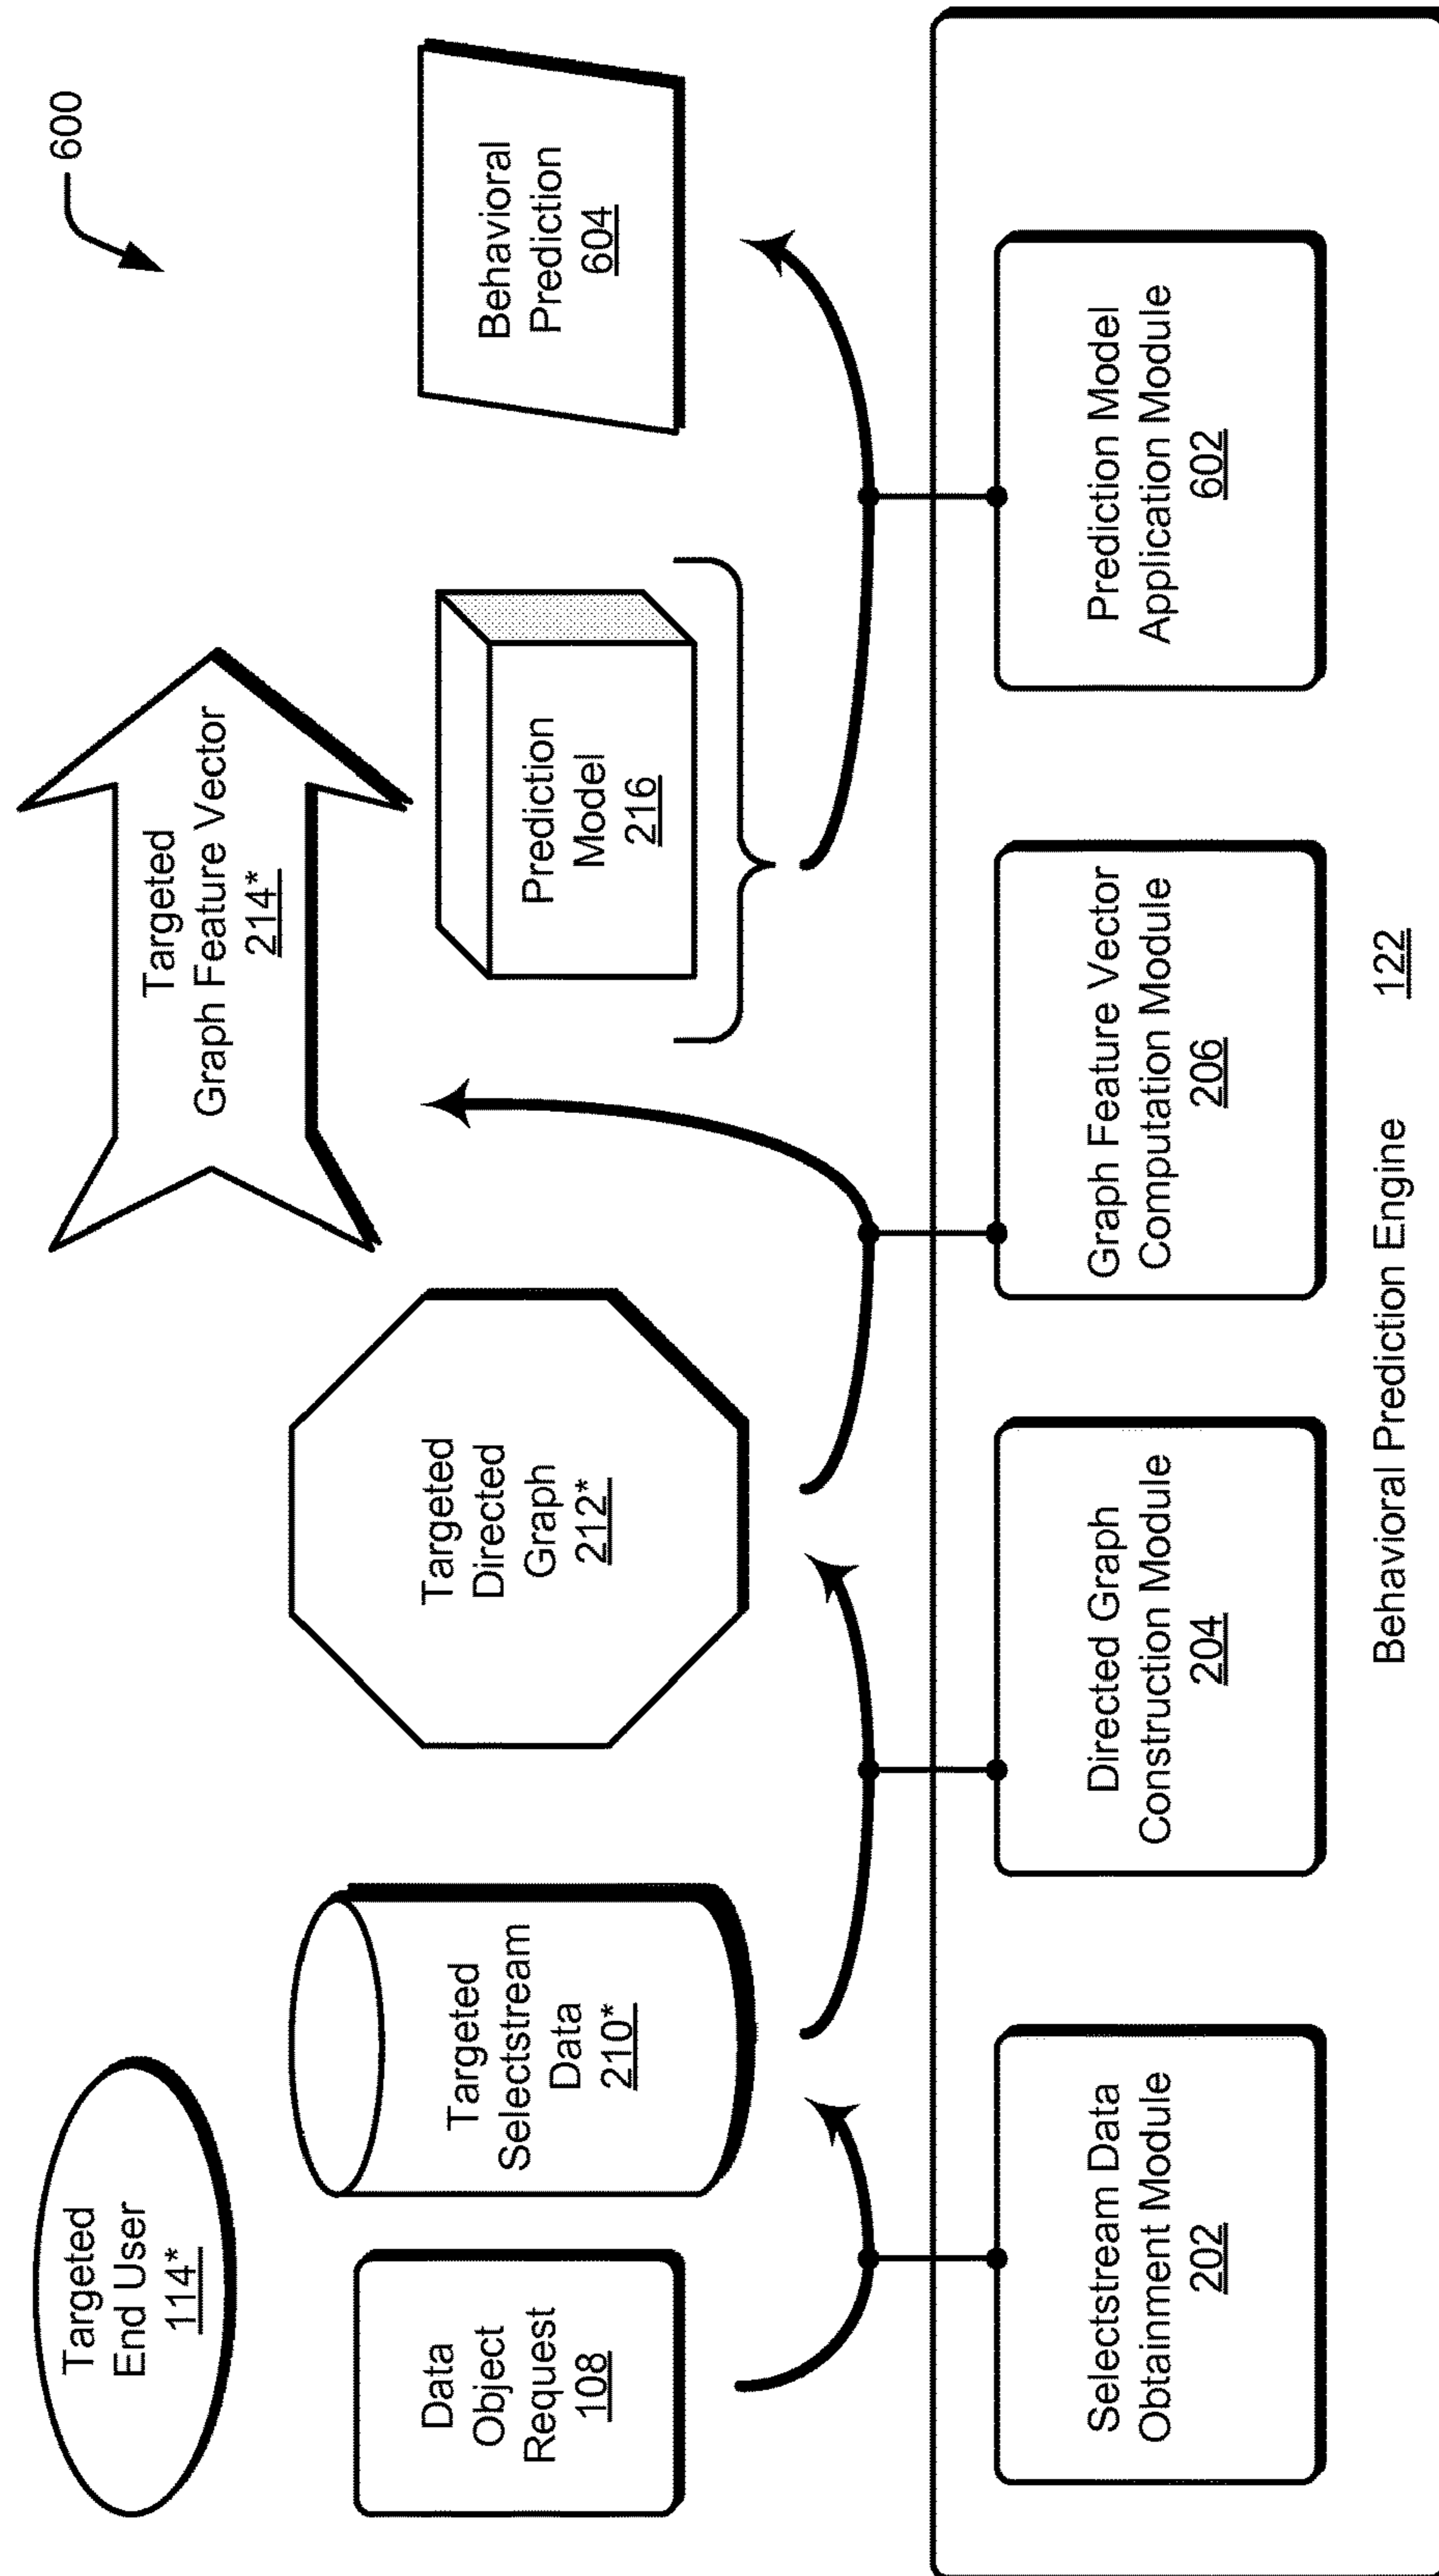 600
Targeted
End User
114*
Data
Object
Request
108
Targeted
Selectstream
Data
210*
Targeted
Directed
Graph
212*
Targeted
Graph Feature Vector
214*
Prediction
Model
216
Behavioral
Prediction
604
Selectstream Data
Obtainment Module
202
Directed Graph
Construction Module
204
Graph Feature Vector
Computation Module
206
Prediction Model
Application Module
602
Behavioral Prediction Engine 122